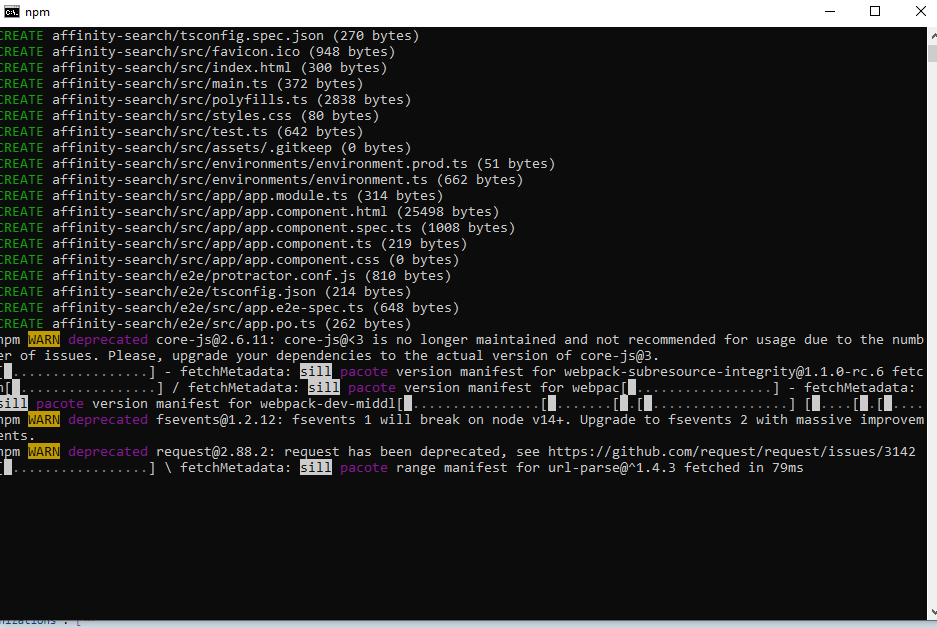 npm
CREATE affinity-search/tsconfig.spec.json (270 bytes)
CREATE affinity-search/src/favicon.ico (948 bytes)
CREATE affinity-search/src/index.html (300 bytes)
CREATE affinity-search/src/main.ts (372 bytes)
CREATE affinity-search/src/polyfills.ts (2838 bytes)
CREATE affinity-search/src/styles.css (80 bytes)
CREATE affinity-search/src/test.ts (642 bytes)
CREATE affinity-search/src/assets/.gitkeep (0 bytes)
CREATE affinity-search/src/environments/environment.prod.ts (51 bytes)
CREATE affinity-search/src/environments/environment.ts (662 bytes)
CREATE affinity-search/src/app/app.module.ts (314 bytes)
CREATE affinity-search/src/app/app.component.html (25498 bytes)
CREATE affinity-search/src/app/app.component.spec.ts (1008 bytes)
CREATE affinity-search/src/app/app.component.ts (219 bytes)
CREATE affinity-search/src/app/app.component.css (0 bytes)
CREATE affinity-search/e2e/protractor.conf.js (810 bytes)
CREATE affinity-search/e2e/tsconfig.json (214 bytes)
CREATE affinity-search/e2e/src/app.e2e-spec.ts (648 bytes)
CREATE affinity-search/e2e/src/app.po.ts (262 bytes)
npm WARN deprecated core-js@2.6.11: core-js@<3 is no longer maintained and not recommended for usage due to the numb
er of issues. Please, upgrade your dependencies to the actual version of core-js@3.
[ .................] - fetchMetadata: sill pacote version manifest for webpack-subresource-integrity@1.1.0-rc.6 fetc
h[ .................] / fetchMetadata: sill pacote version manifest for webpac[ .................] - fetchMetadata:
sill pacote version manifest for webpack-dev-middl[ ................[ .......[ .[ .................] [ ....[ .[ ....
npm WARN deprecated fsevents@1.2.12: fsevents 1 will break on node v14+. Upgrade to fsevents 2 with massive improvem
ents.
npm WARN deprecated request@2.88.2: request has been deprecated, see https://github.com/request/request/issues/3142
[ .................] \ fetchMetadata: sill pacote range manifest for url-parse@^1.4.3 fetched in 79ms